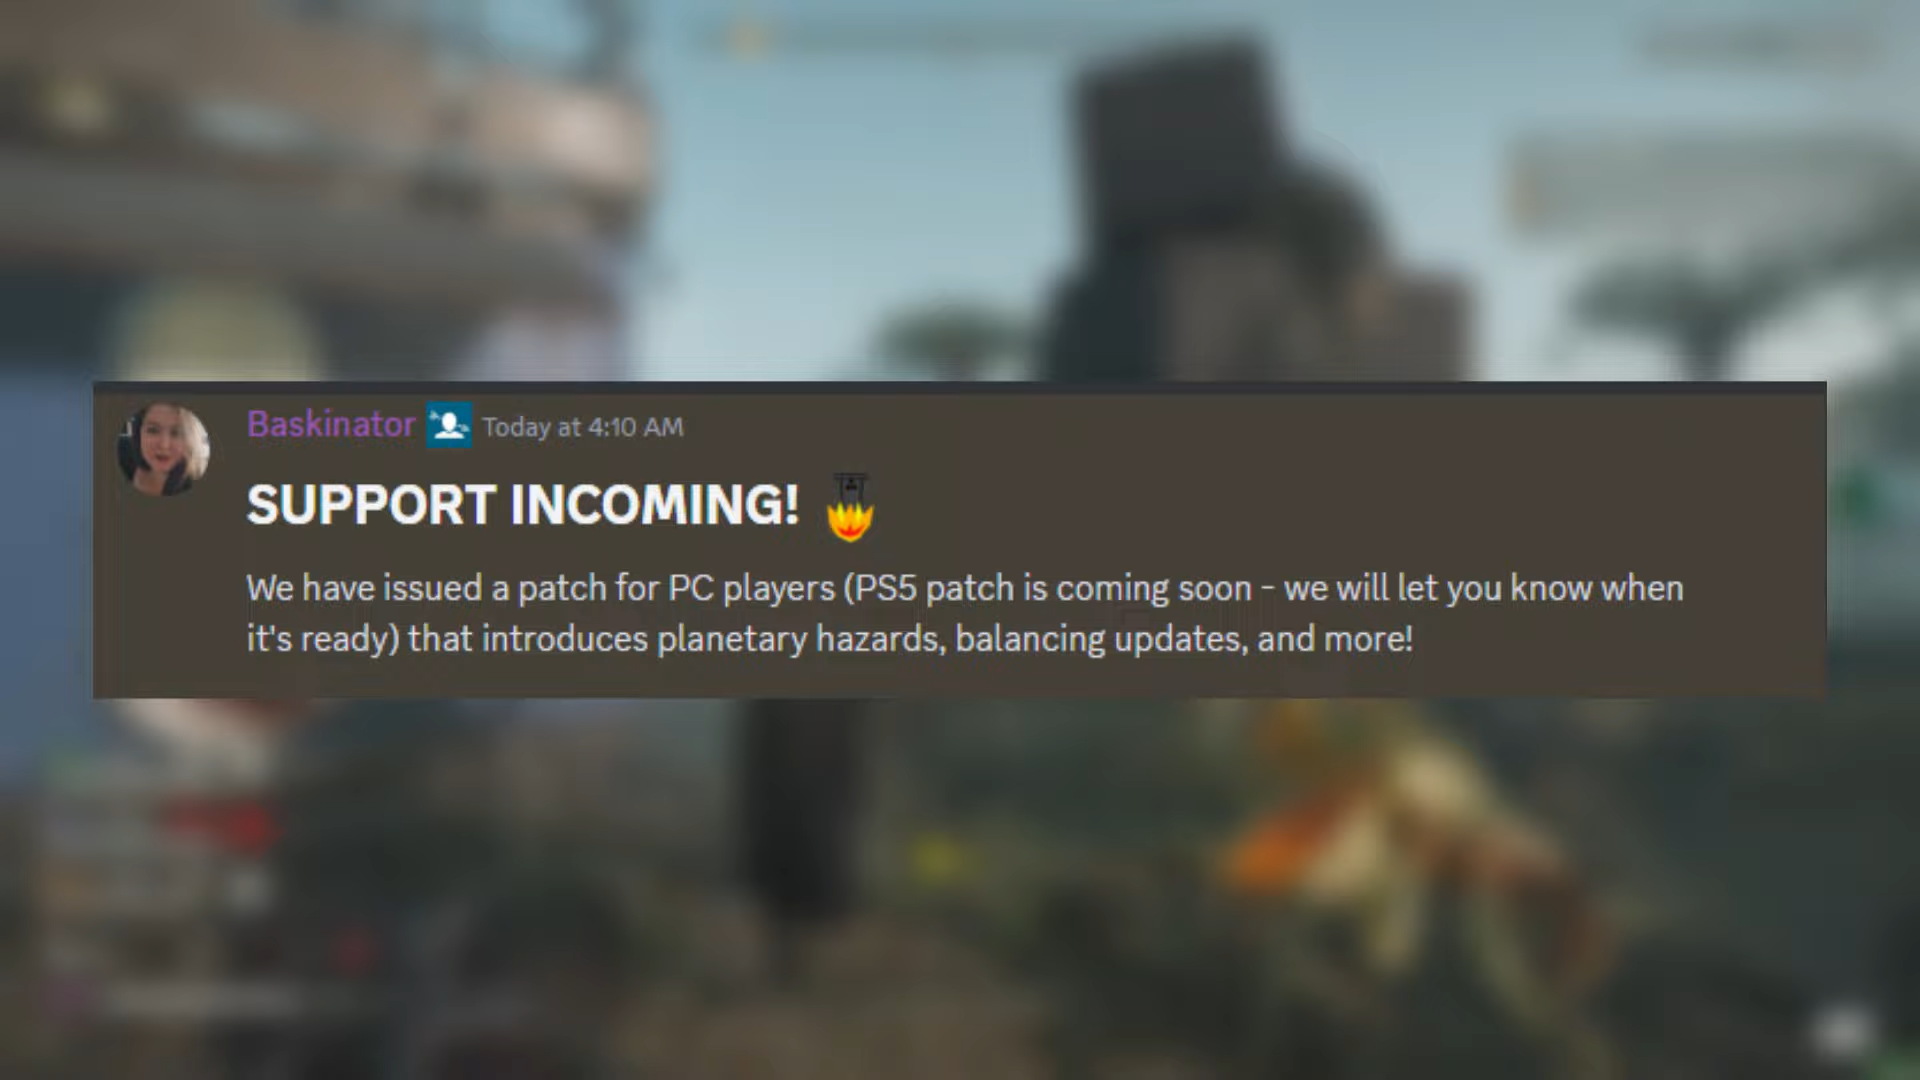 Baskinator Today at 4:10 AM
SUPPORT INCOMING!
We have issued a patch for PC players (PS5 patch is coming soon - we will let you know when
it's ready) that introduces planetary hazards, balancing updates, and more!